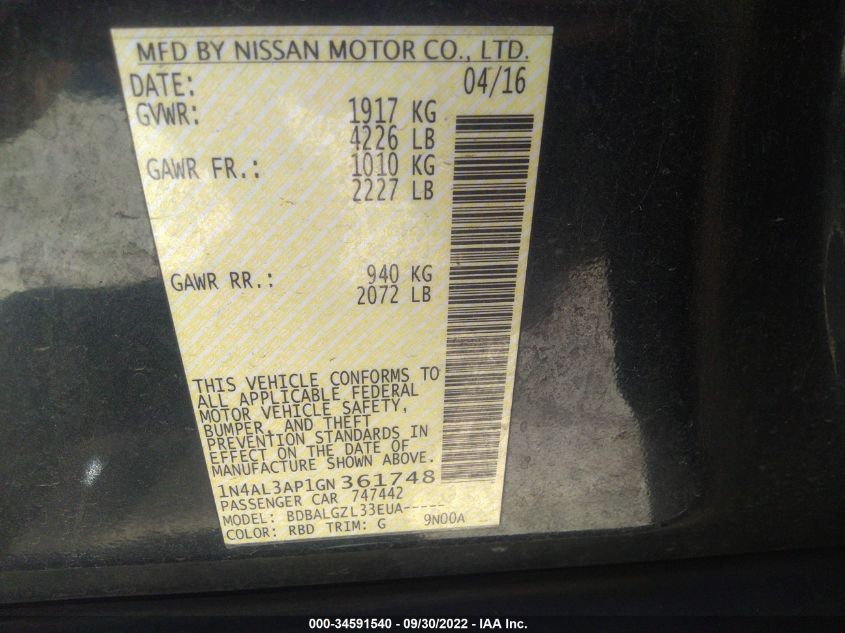 MFD BY NISSAN MOTOR CO., LTD.
DATE: 04/16
GVWR: 1917 KG
4226 LB
GAWR FR.: 1010 KG
2227 LB
GAWR RR.: 940 KG
2072 LB
THIS VEHICLE CONFORMS TO
ALL APPLICABLE FEDERAL
MOTOR VEHICLE SAFETY,
BUMPER, AND THEFT
PREVENTION STANDARDS IN
EFFECT ON THE DATE OF
MANUFACTURE SHOWN ABOVE.
1N4AL3AP1GN361748
PASSENGER CAR 747442
MODEL: BDBALGZL33EUA-----
COLOR: RBD TRIM: G 9N00A
000-34591540 - 09/30/2022 - IAA Inc.